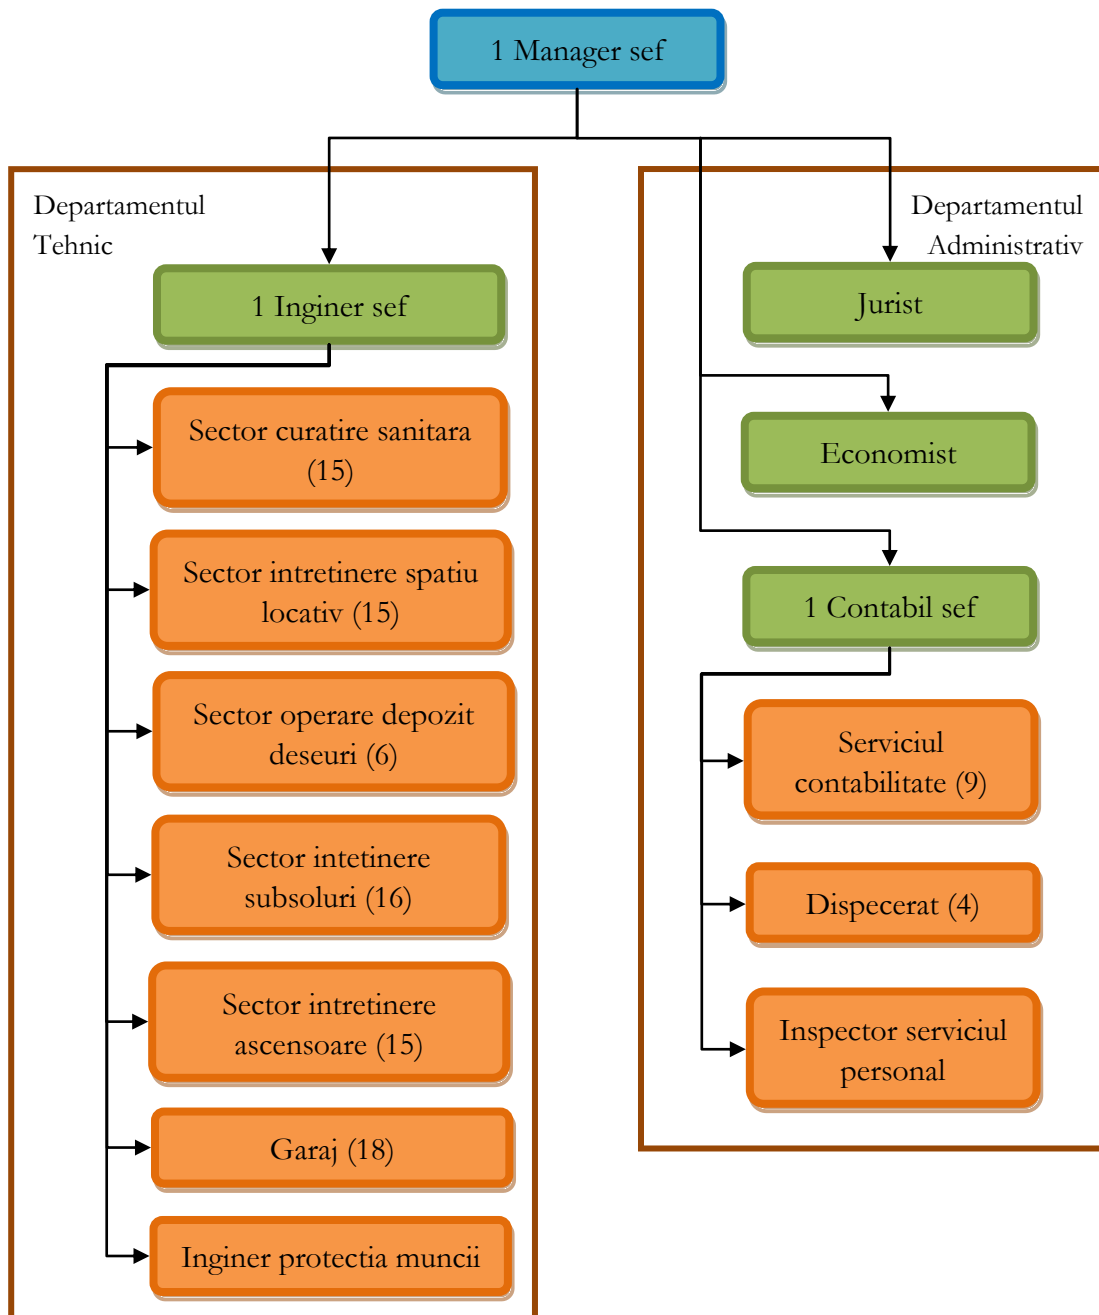 1 Manager sef
Departamentul
Tehnic
1 Inginer sef
Sector curatire sanitara
(15)
Sector intretinere spatiu
locativ (15)
Sector operare depozit
deseuri (6)
Sector intetinere
subsoluri (16)
Sector intretinere
ascensoare (15)
Garaj (18)
Inginer protectia muncii
Departamentul
Administrativ
Jurist
Economist
1 Contabil sef
Serviciul
contabilitate (9)
Dispecerat (4)
Inspector serviciul
personal